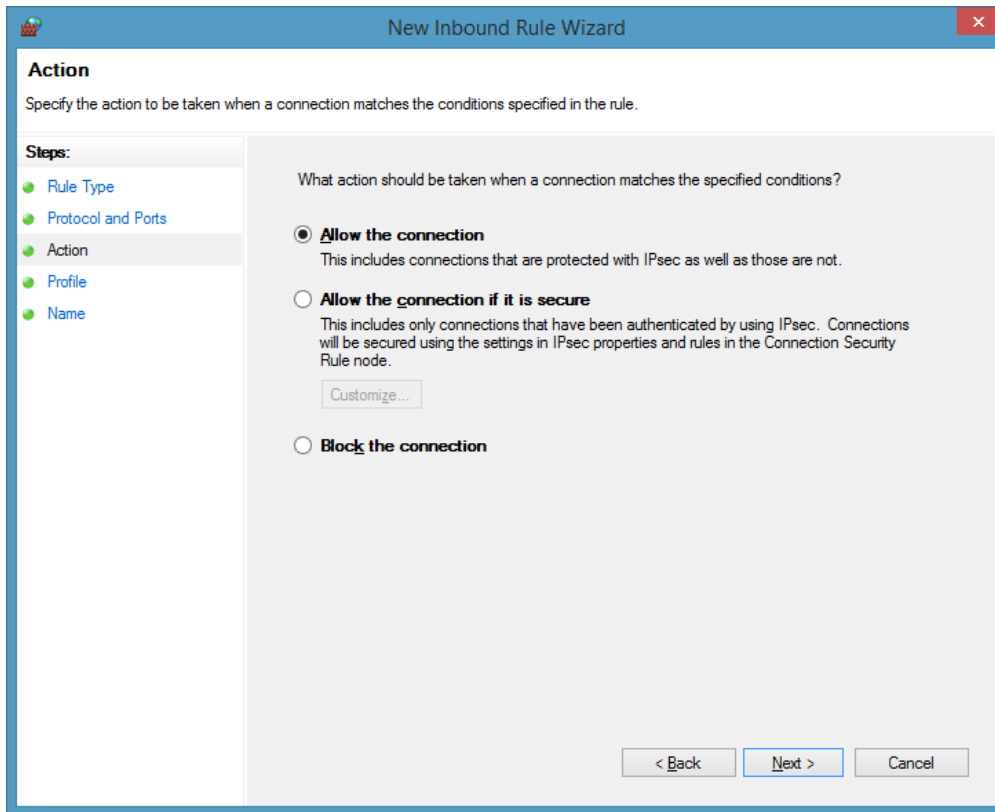 New Inbound Rule Wizard
Action
Specify the action to be taken when a connection matches the conditions specified in the rule.
Steps:
Rule Type
Protocol and Ports
Action
Profile
Name
What action should be taken when a connection matches the specified conditions?
Allow the connection
This includes connections that are protected with IPsec as well as those are not.
Allow the connection if it is secure
This includes only connections that have been authenticated by using IPsec. Connections
will be secured using the settings in IPsec properties and rules in the Connection Security
Rule node.
Customize...
Block the connection
< Back
Next >
Cancel